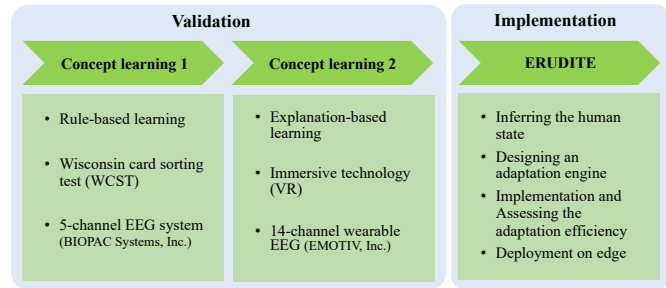 Validation
Implementation
Concept learning 1
Concept learning 2
ERUDITE
• Rule-based learning
• Wisconsin card sorting
test (WCST)
• 5-channel EEG system
(BIOPAC Systems, Inc.)
• Explanation-based
learning
• Immersive technology
(VR)
• 14-channel wearable
EEG (EMOTIV, Inc.)
• Inferring the human
state
• Designing an
adaptation engine
• Implementation and
Assessing the
adaptation efficiency
• Deployment on edge